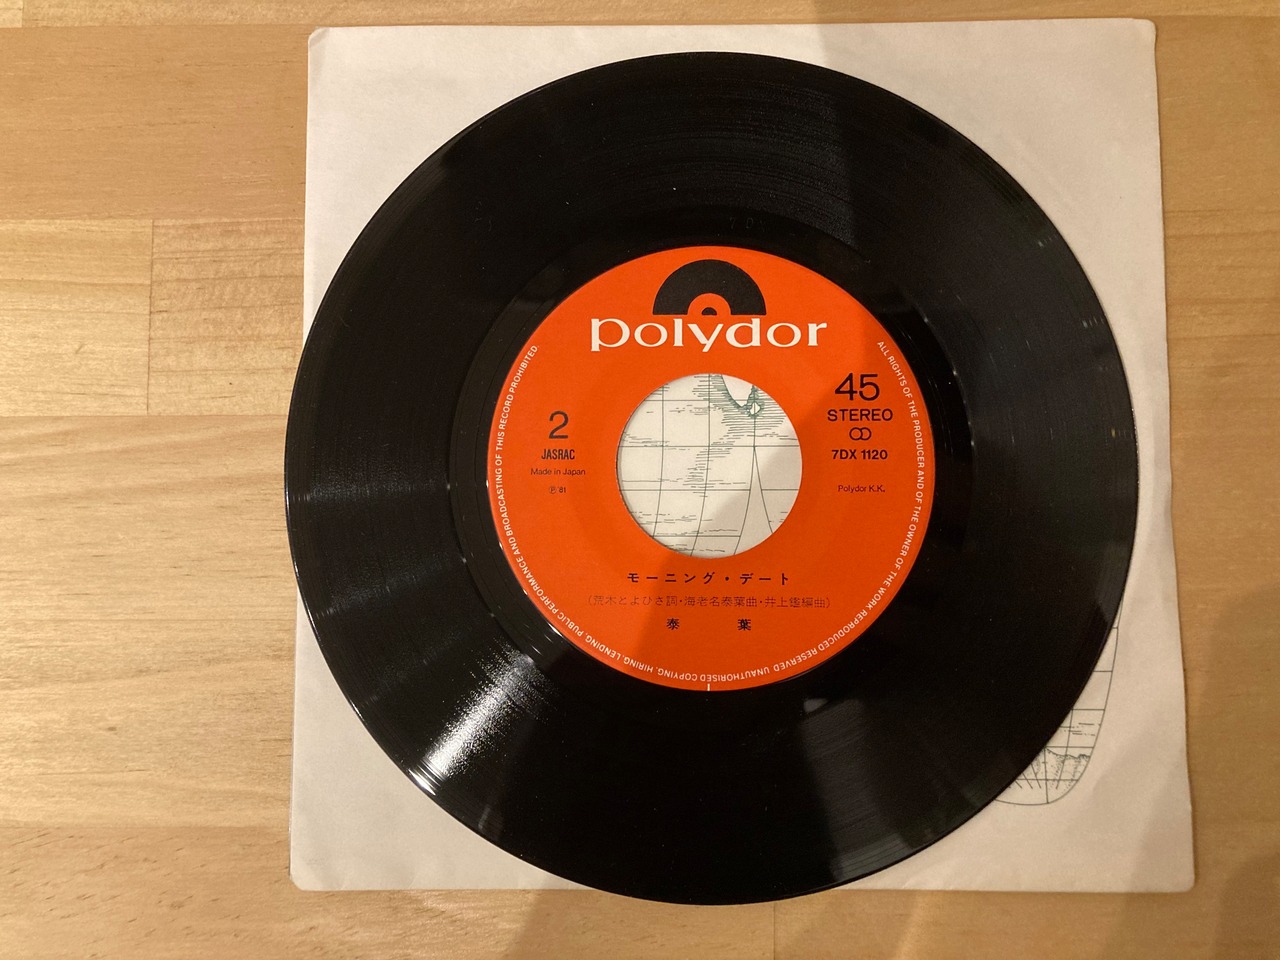 polydor
45
STEREO
7DX 1120
Polydor K.K.
2
JASRAC
Made in Japan
Ⓟ '81
モーニング・デート
(荒木とよひさ詞・海老名泰葉曲・井上鑑編曲)
泰 葉
ALL RIGHTS OF THE PRODUCER AND OF THE OWNER OF THE WORK REPRODUCED RESERVED UNAUTHORISED COPYING, HIRING, LENDING, PUBLIC PERFORMANCE AND BROADCASTING OF THIS RECORD PROHIBITED.